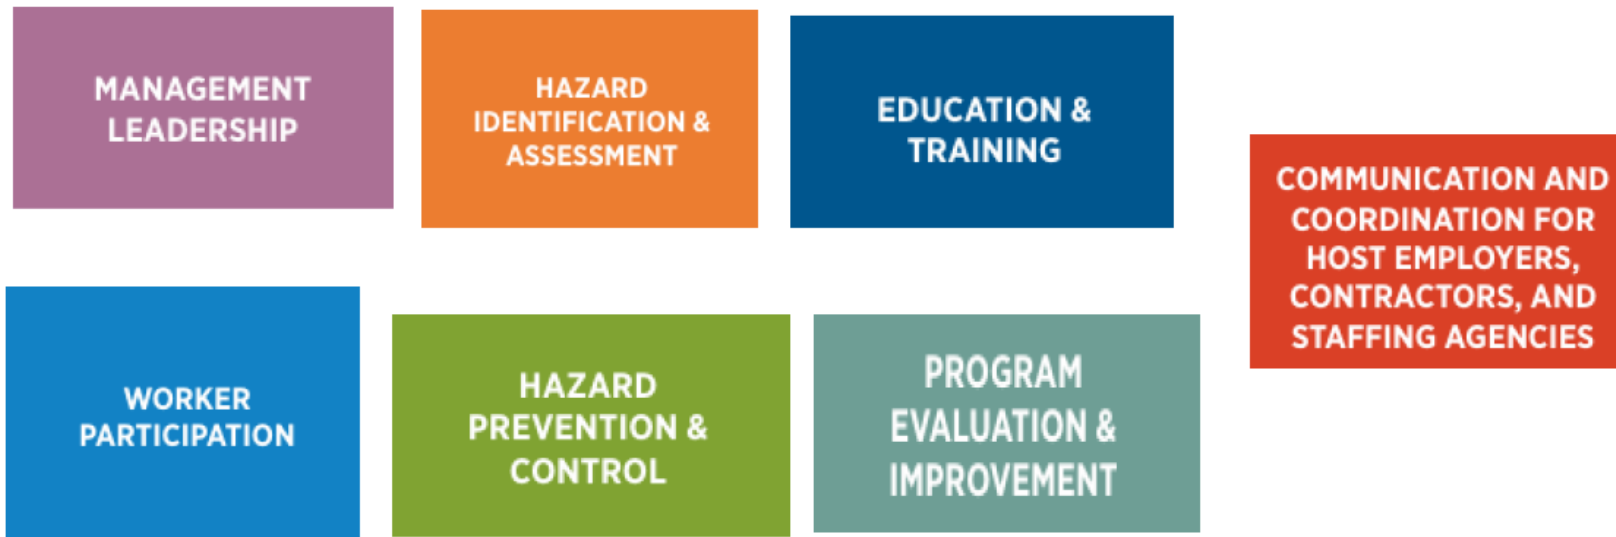 MANAGEMENT
LEADERSHIP
HAZARD
IDENTIFICATION &
ASSESSMENT
EDUCATION &
TRAINING
COMMUNICATION AND
COORDINATION FOR
HOST EMPLOYERS,
CONTRACTORS, AND
STAFFING AGENCIES
WORKER
PARTICIPATION
HAZARD
PREVENTION &
CONTROL
PROGRAM
EVALUATION &
IMPROVEMENT